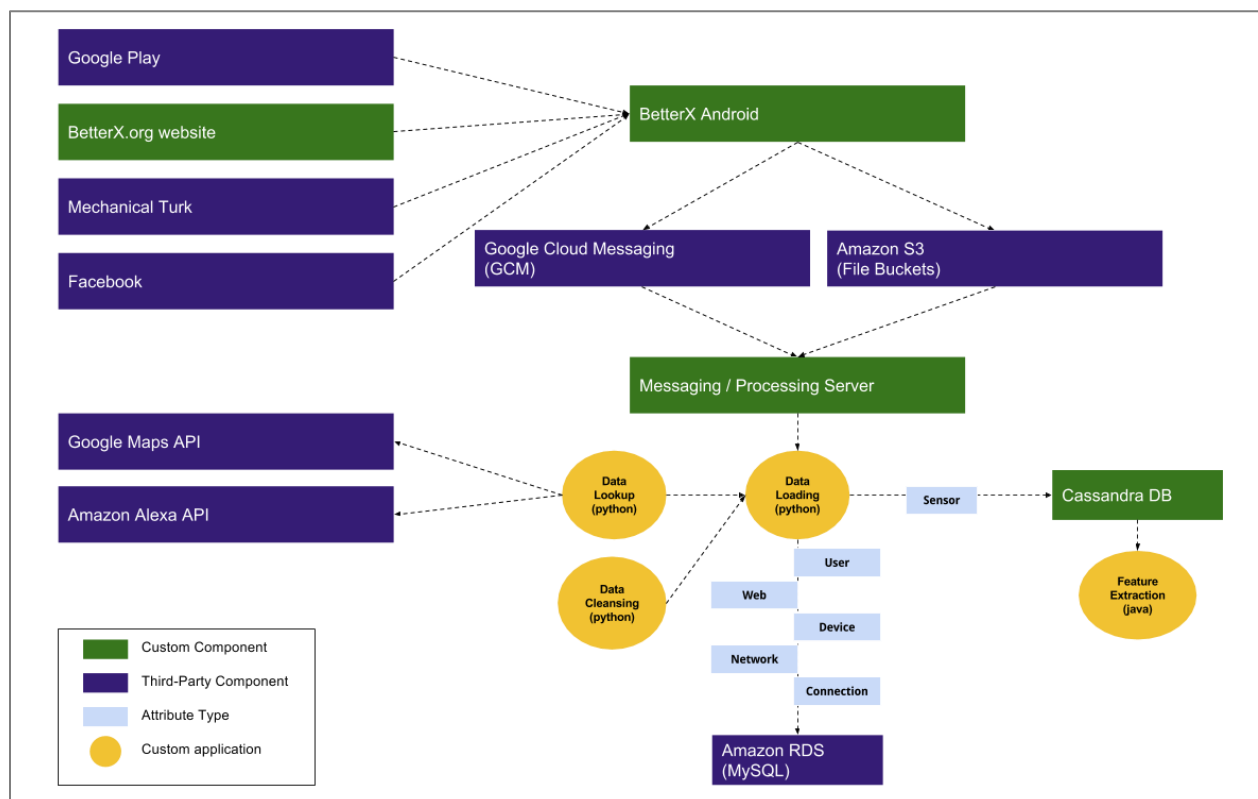 Google Play
BetterX.org website
Mechanical Turk
Facebook
BetterX Android
Google Cloud Messaging
(GCM)
Amazon S3
(File Buckets)
Messaging / Processing Server
Google Maps API
Amazon Alexa API
Data
Lookup
(python)
Data
Loading
(python)
Sensor
Cassandra DB
Data
Cleansing
(python)
User
Web
Device
Network
Connection
Feature
Extraction
(java)
Amazon RDS
(MySQL)
Custom Component
Third-Party Component
Attribute Type
Custom application